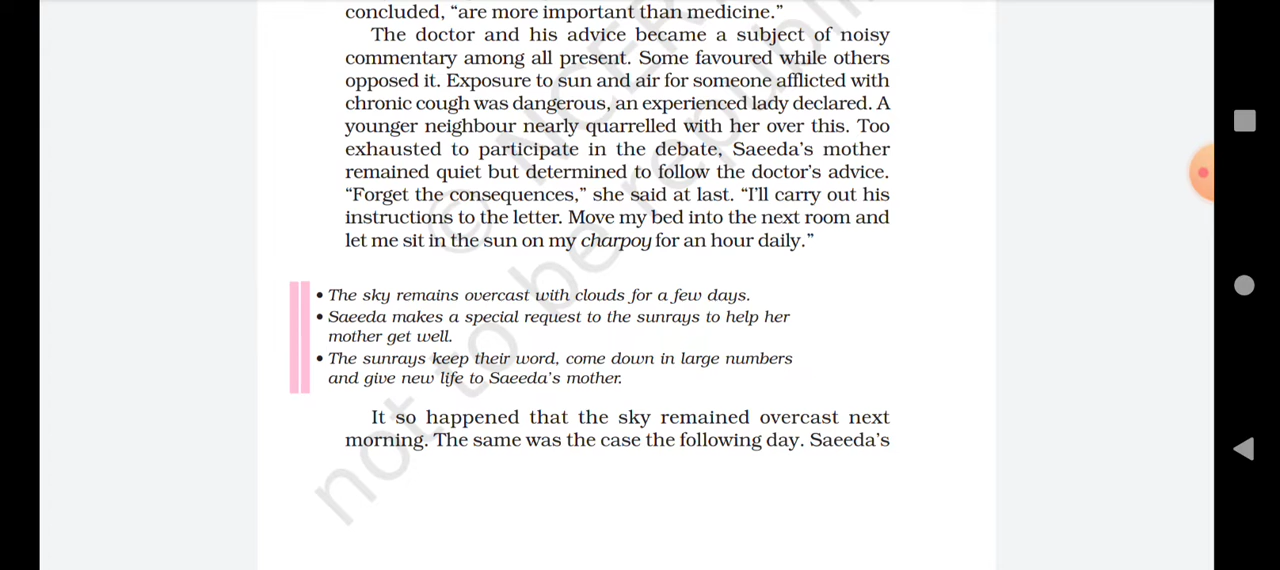 concluded, “are more important than medicine.”
The doctor and his advice became a subject of noisy
commentary among all present. Some favoured while others
opposed it. Exposure to sun and air for someone afflicted with
chronic cough was dangerous, an experienced lady declared. A
younger neighbour nearly quarrelled with her over this. Too
exhausted to participate in the debate, Saeeda’s mother
remained quiet but determined to follow the doctor’s advice.
“Forget the consequences,” she said at last. “I’ll carry out his
instructions to the letter. Move my bed into the next room and
let me sit in the sun on my charpoy for an hour daily.”
• The sky remains overcast with clouds for a few days.
• Saeeda makes a special request to the sunrays to help her
mother get well.
• The sunrays keep their word, come down in large numbers
and give new life to Saeeda’s mother.
It so happened that the sky remained overcast next
morning. The same was the case the following day. Saeeda’s
© NCER
not to be republi